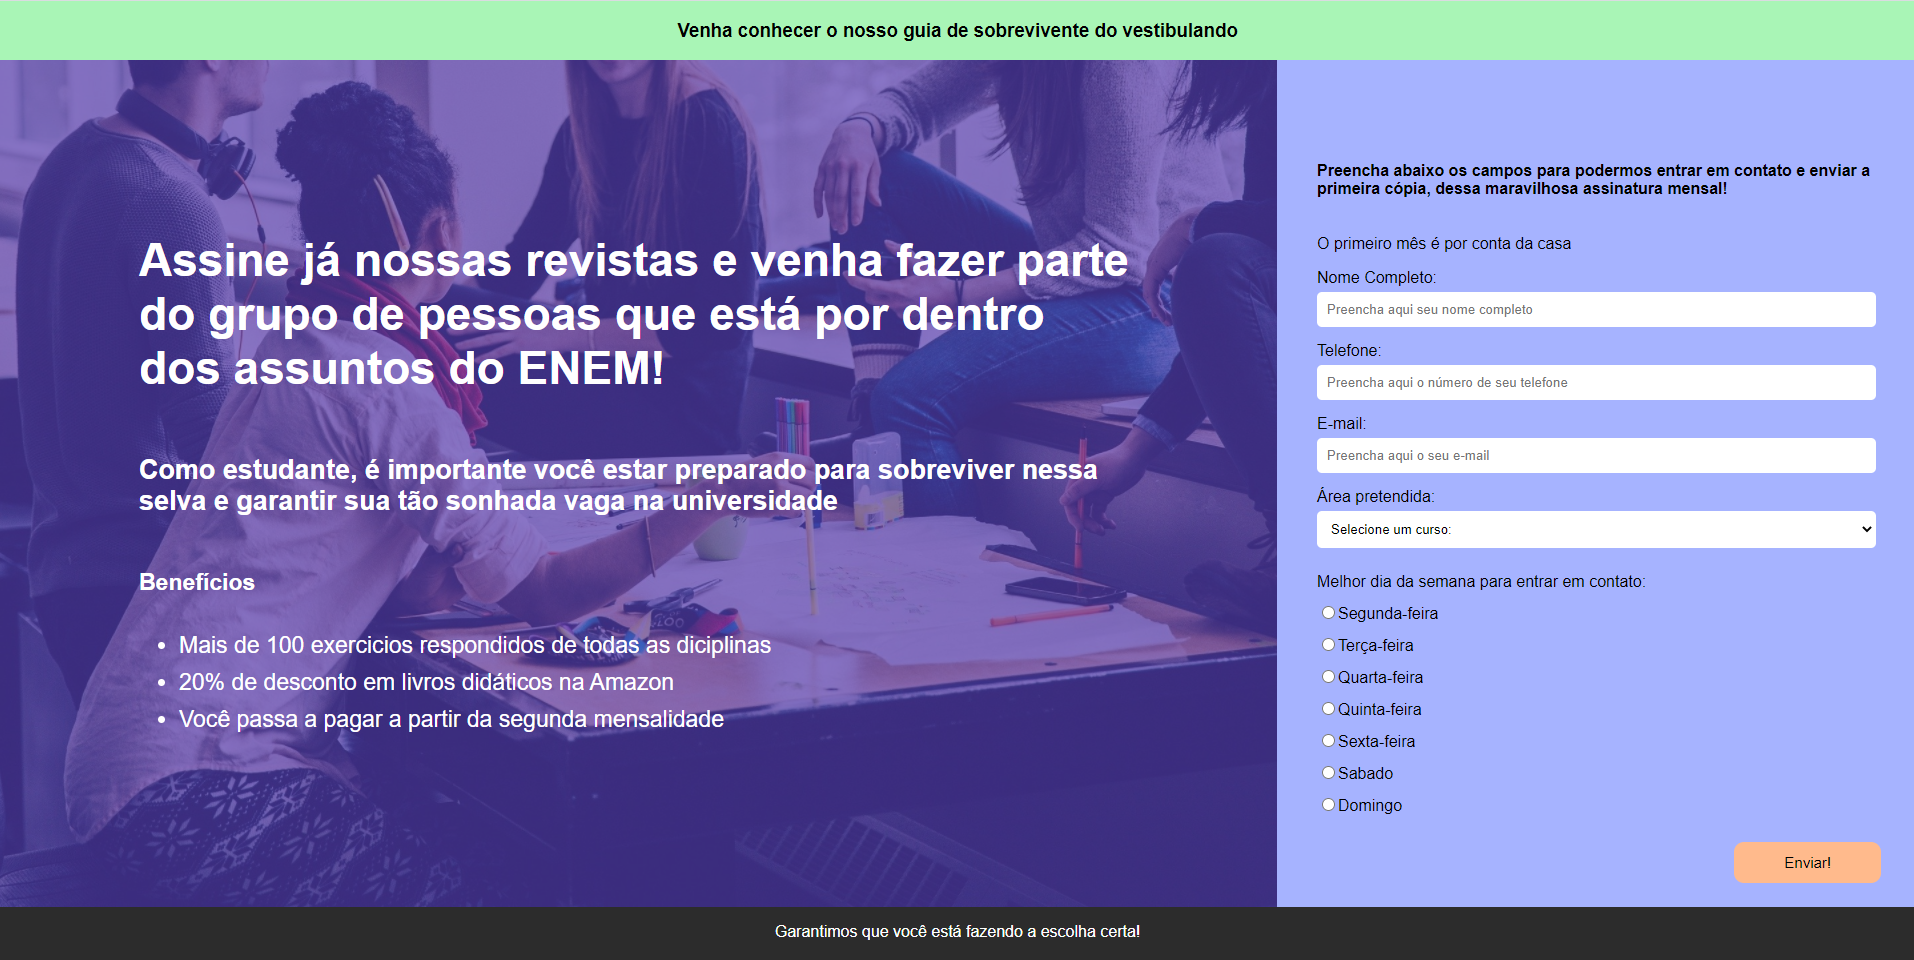 Venha conhecer o nosso guia de sobrevivente do vestibulando
Assine já nossas revistas e venha fazer parte
do grupo de pessoas que está por dentro
dos assuntos do ENEM!
Como estudante, é importante você estar preparado para sobreviver nessa
selva e garantir sua tão sonhada vaga na universidade
Benefícios
• Mais de 100 exercicios respondidos de todas as diciplinas
• 20% de desconto em livros didáticos na Amazon
• Você passa a pagar a partir da segunda mensalidade
Preencha abaixo os campos para podermos entrar em contato e enviar a
primeira cópia, dessa maravilhosa assinatura mensal!
O primeiro mês é por conta da casa
Nome Completo:
Preencha aqui seu nome completo
Telefone:
Preencha aqui o número de seu telefone
E-mail:
Preencha aqui o seu e-mail
Área pretendida:
Selecione um curso:
Melhor dia da semana para entrar em contato:
Segunda-feira
Terça-feira
Quarta-feira
Quinta-feira
Sexta-feira
Sabado
Domingo
Enviar!
Garantimos que você está fazendo a escolha certa!